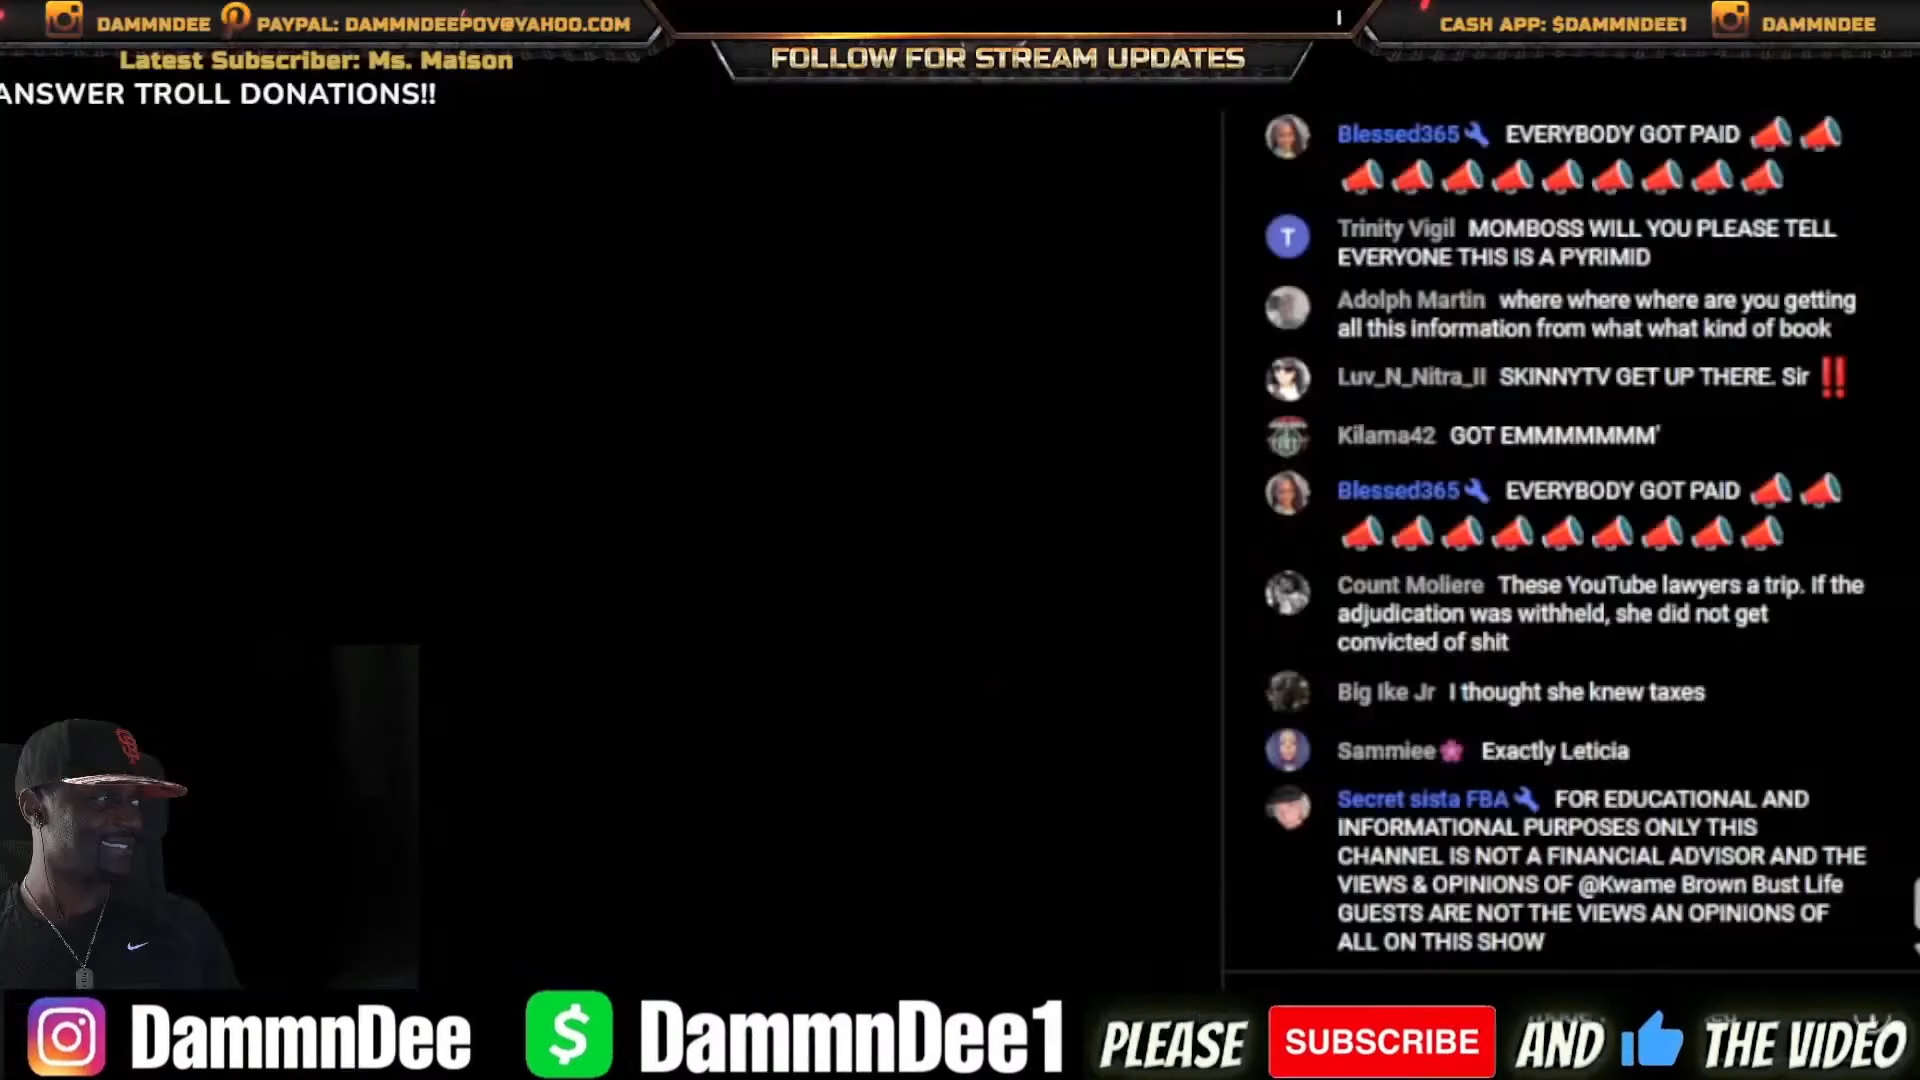 DAMMNDEE PAYPAL: DAMMNDEEPOV@YAHOO.COM
CASH APP: $DAMMNDEE1 DAMMNDEE
Latest Subscriber: Ms. Maison
FOLLOW FOR STREAM UPDATES
ANSWER TROLL DONATIONS!!
Blessed365 EVERYBODY GOT PAID
T
Trinity Vigil MOMBOSS WILL YOU PLEASE TELL
EVERYONE THIS IS A PYRIMID
Adolph Martin where where where are you getting
all this information from what what kind of book
Luv_N_Nitra_II SKINNYTV GET UP THERE. Sir ‼
Kilama42 GOT EMMMMMMM'
Blessed365 EVERYBODY GOT PAID
Count Moliere These YouTube lawyers a trip. If the
adjudication was withheld, she did not get
convicted of shit
Big Ike Jr I thought she knew taxes
Sammiee Exactly Leticia
Secret sista FBA FOR EDUCATIONAL AND
INFORMATIONAL PURPOSES ONLY THIS
CHANNEL IS NOT A FINANCIAL ADVISOR AND THE
VIEWS & OPINIONS OF @Kwame Brown Bust Life
GUESTS ARE NOT THE VIEWS AN OPINIONS OF
ALL ON THIS SHOW
DammnDee $ DammnDee1 PLEASE SUBSCRIBE AND THE VIDEO